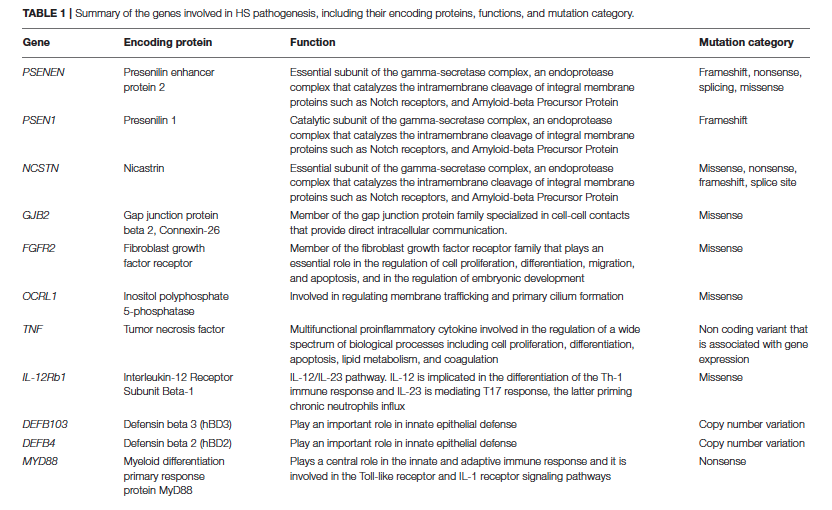 TABLE 1 | Summary of the genes involved in HS pathogenesis, including their encoding proteins, functions, and mutation category.
Gene Encoding protein Function Mutation category
PSENEN Presenilin enhancer Essential subunit of the gamma-secretase complex, an endoprotease Frameshift, nonsense,
protein 2 complex that catalyzes the intramembrane cleavage of integral membrane splicing, missense
proteins such as Notch receptors, and Amyloid-beta Precursor Protein
PSEN1 Presenilin 1 Catalytic subunit of the gamma-secretase complex, an endoprotease Frameshift
complex that catalyzes the intramembrane cleavage of integral membrane
proteins such as Notch receptors, and Amyloid-beta Precursor Protein
NCSTN Nicastrin Essential subunit of the gamma-secretase complex, an endoprotease Missense, nonsense,
complex that catalyzes the intramembrane cleavage of integral membrane frameshift, splice site
proteins such as Notch receptors, and Amyloid-beta Precursor Protein
GJB2 Gap junction protein Member of the gap junction protein family specialized in cell-cell contacts Missense
beta 2, Connexin-26 that provide direct intracellular communication.
FGFR2 Fibroblast growth Member of the fibroblast growth factor receptor family that plays an Missense
factor receptor essential role in the regulation of cell proliferation, differentiation, migration,
and apoptosis, and in the regulation of embryonic development
OCRL1 Inositol polyphosphate Involved in regulating membrane trafficking and primary cilium formation Missense
5-phosphatase
TNF Tumor necrosis factor Multifunctional proinflammatory cytokine involved in the regulation of a wide Non coding variant that
spectrum of biological processes including cell proliferation, differentiation, is associated with gene
apoptosis, lipid metabolism, and coagulation expression
IL-12Rb1 Interleukin-12 Receptor IL-12/IL-23 pathway. IL-12 is implicated in the differentiation of the Th-1 Missense
Subunit Beta-1 immune response and IL-23 is mediating T17 response, the latter priming
chronic neutrophils influx
DEFB103 Defensin beta 3 (hBD3) Play an important role in innate epithelial defense Copy number variation
DEFB4 Defensin beta 2 (hBD2) Play an important role in innate epithelial defense Copy number variation
MYD88 Myeloid differentiation Plays a central role in the innate and adaptive immune response and it is Nonsense
primary response involved in the Toll-like receptor and IL-1 receptor signaling pathways
protein MyD88